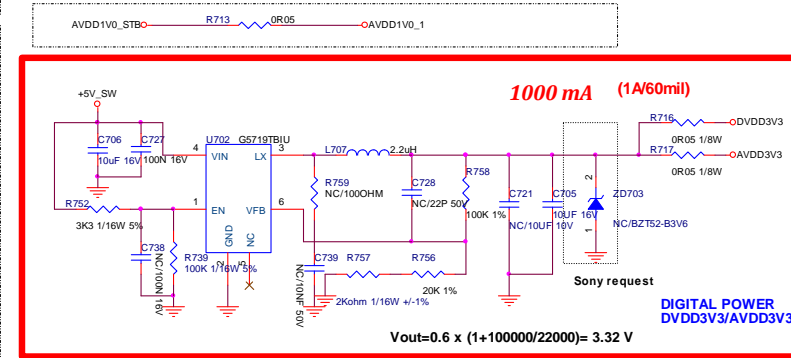 AVDD1V0_STB
R713
0R05
AVDD1V0_1
1000 mA
(1A/60mil)
+5V_SW
C706
10uF 16V
C727
100N 16V
U702
G5719TBIU
4
VIN
LX
3
L707
2.2uH
R716
0R05 1/8W
DVDD3V3
R717
0R05 1/8W
AVDD3V3
R759
NC/100OHM
C728
NC/22P 50V
R758
100K 1%
C721
NC/10UF 10V
C705
10UF 16V
2
ZD703
NC/BZT52-B3V6
1
R752
3K3 1/16W 5%
1
EN
VFB
6
GND
NC
2
5
C738
NC/100N 16V
R739
100K 1/16W 5%
C739
NC/10NF 50V
R757
2Kohm 1/16W +/-1%
R756
20K 1%
Sony request
DIGITAL POWER
DVDD3V3/AVDD3V3
Vout=0.6 x (1+100000/22000)= 3.32 V